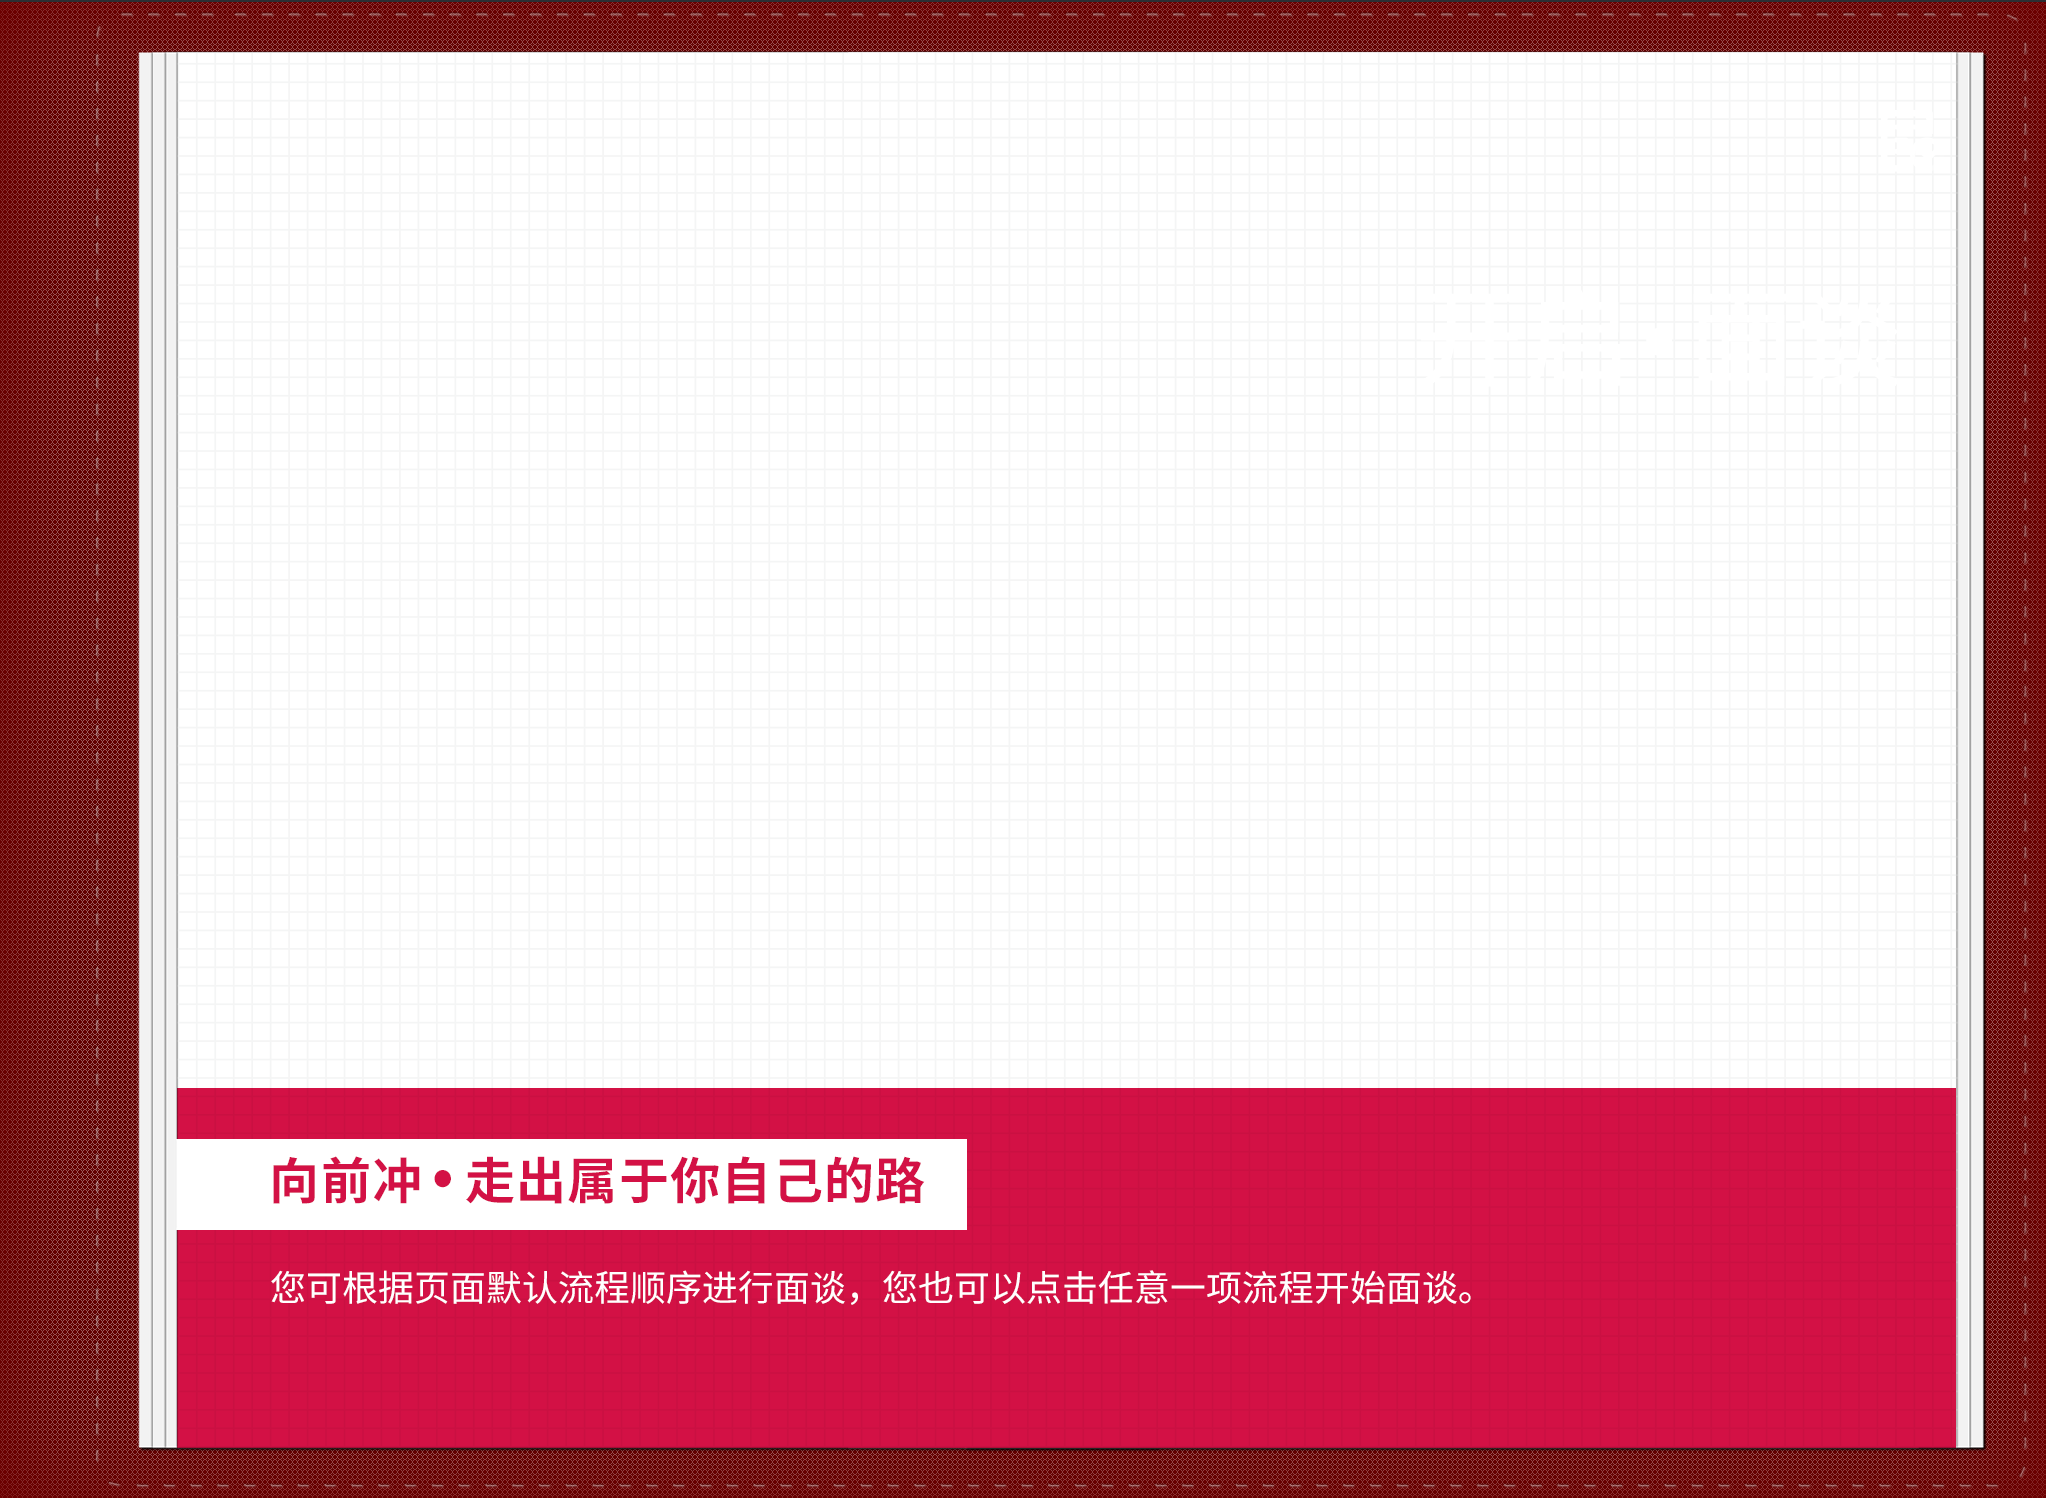 向前冲•走出属于你自己的路
您可根据页面默认流程顺序进行面谈，您也可以点击任意一项流程开始面谈。